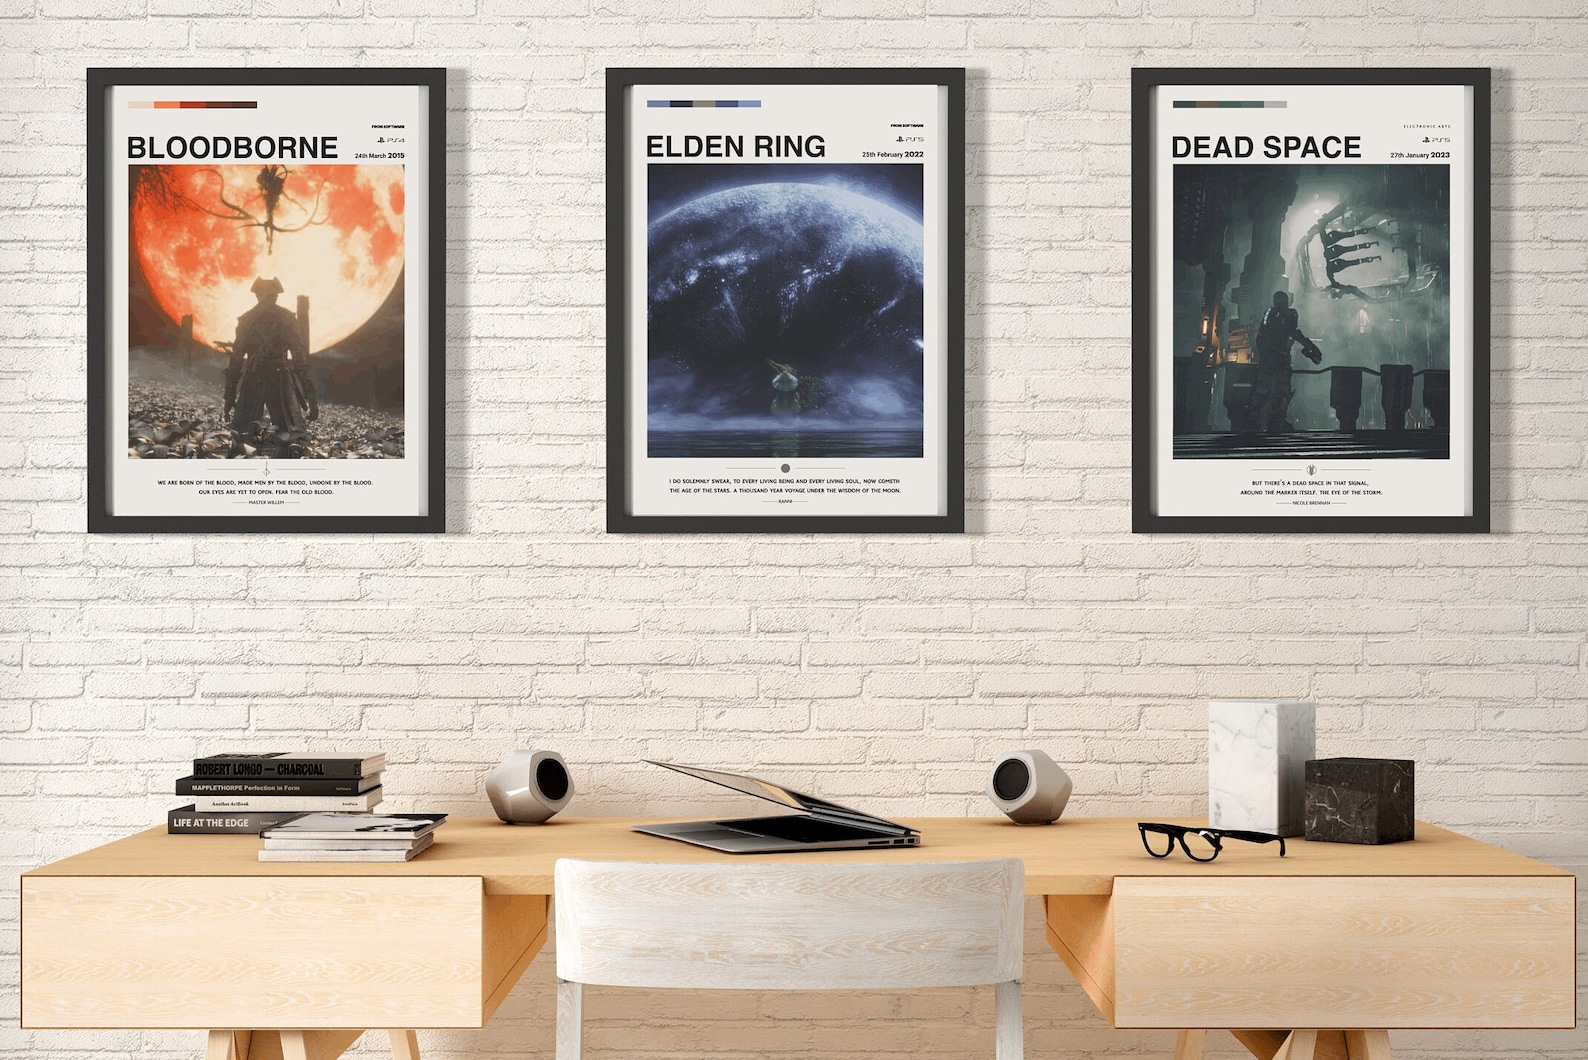 FROM SOFTWARE
BLOODBORNE
PS4
24th March 2015
WE ARE BORN OF THE BLOOD, MADE MEN BY THE BLOOD, UNDONE BY THE BLOOD.
OUR EYES ARE YET TO OPEN. FEAR THE OLD BLOOD.
MASTER WILLEM
FROM SOFTWARE
ELDEN RING
PS5
25th February 2022
I DO SOLEMNLY SWEAR, TO EVERY LIVING BEING AND EVERY LIVING SOUL, NOW COMETH
THE AGE OF THE STARS. A THOUSAND YEAR VOYAGE UNDER THE WISDOM OF THE MOON.
RANNI
ELECTRONIC ARTS
DEAD SPACE
PS5
27th January 2023
BUT THERE'S A DEAD SPACE IN THAT SIGNAL,
AROUND THE MARKER ITSELF. THE EYE OF THE STORM.
NICOLE BRENNAN
ROBERT LONGO — CHARCOAL
MAPPLETHORPE Perfection in Form
Another ArtBook
LIFE AT THE EDGE